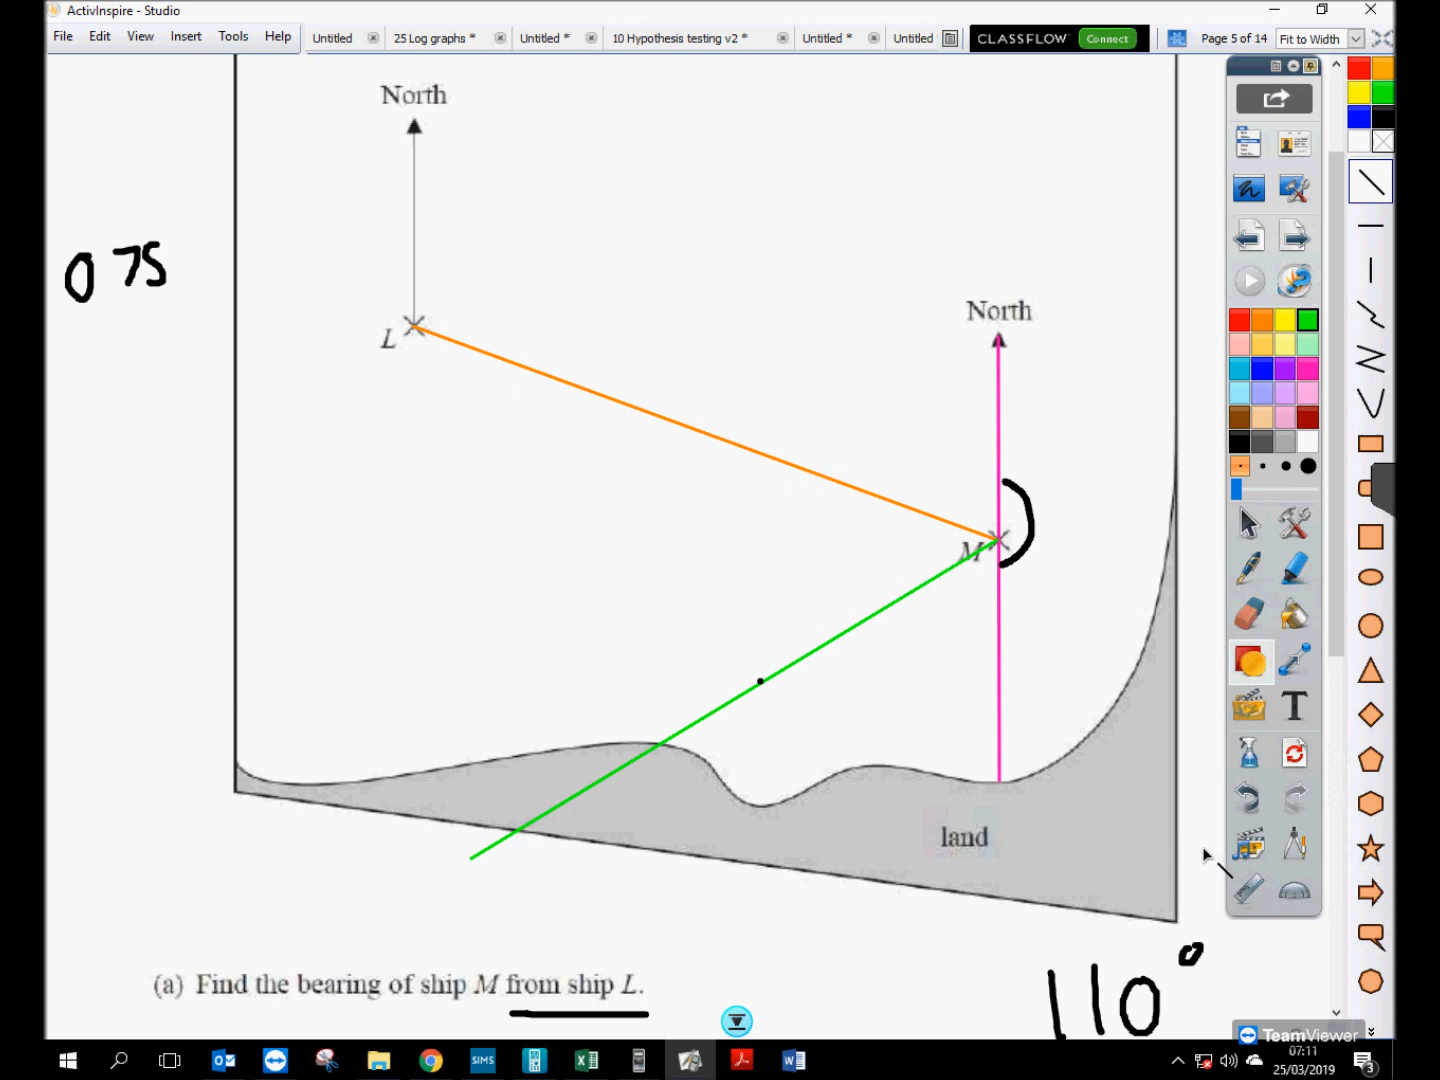 ActivInspire - Studio
File Edit View Insert Tools Help
Untitled 25 Log graphs * Untitled * 10 Hypothesis testing v2 * Untitled * Untitled
CLASSFLOW Connect
Page 5 of 14 Fit to Width
North
075
L
North
M
land
(a) Find the bearing of ship M from ship L.
110°
TeamViewer
SIMS
07:11
25/03/2019
3